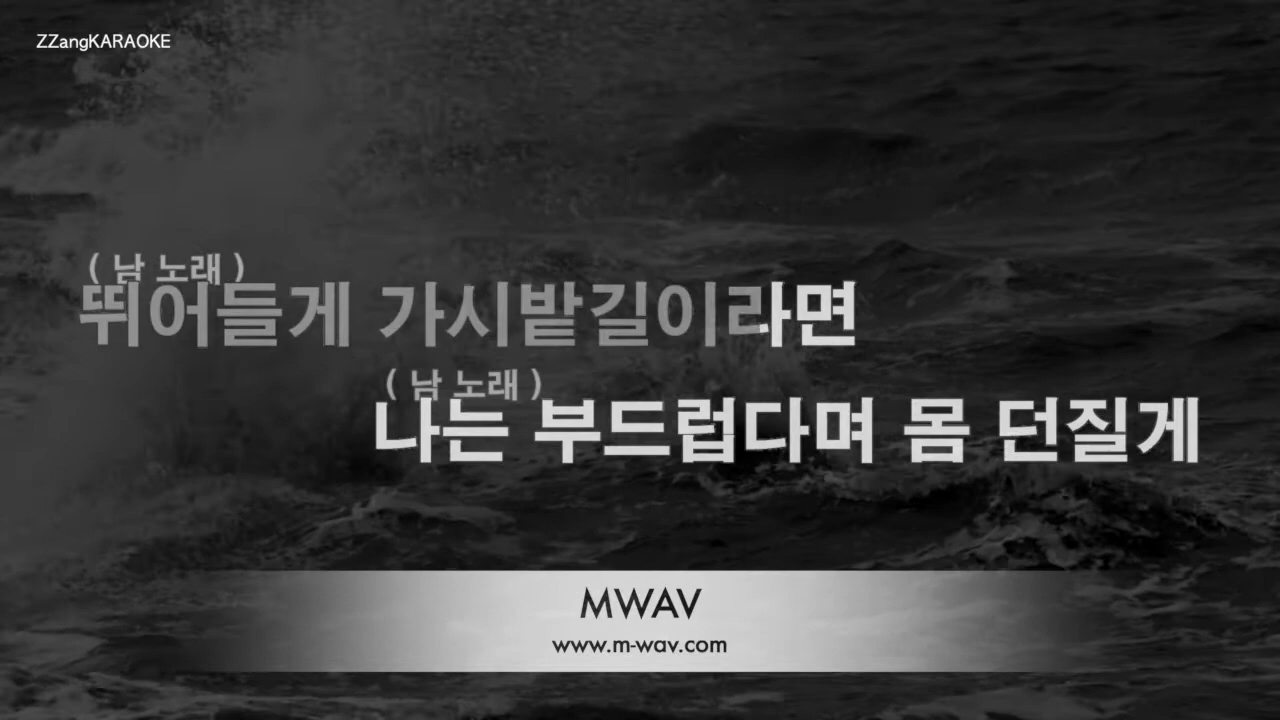 ZZangKARAOKE
( 남 노래 )
뛰어들게 가시밭길이라면
( 남 노래 )
나는 부드럽다며 몸 던질게
MWAV
www.m-wav.com